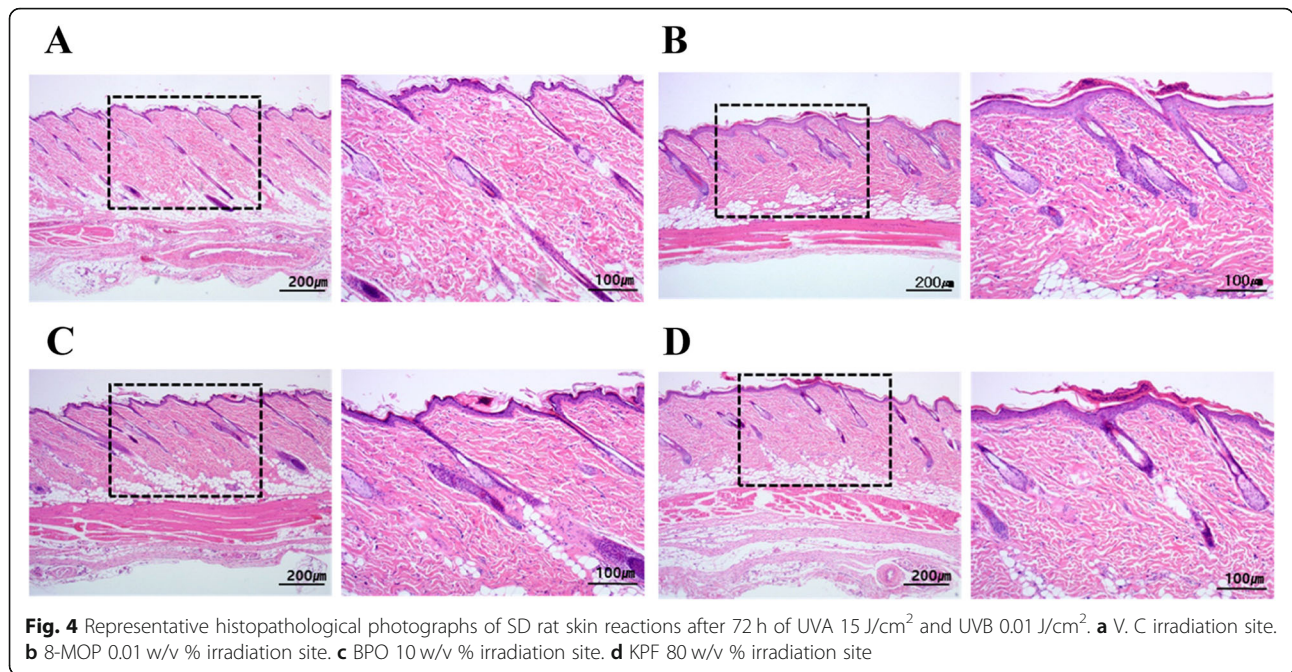 A
B
200µm
100µm
200µm
100µm
C
D
200µm
100µm
200µm
100µm
Fig. 4 Representative histopathological photographs of SD rat skin reactions after 72 h of UVA 15 J/cm² and UVB 0.01 J/cm². a V. C irradiation site.
b 8-MOP 0.01 w/v % irradiation site. c BPO 10 w/v % irradiation site. d KPF 80 w/v % irradiation site